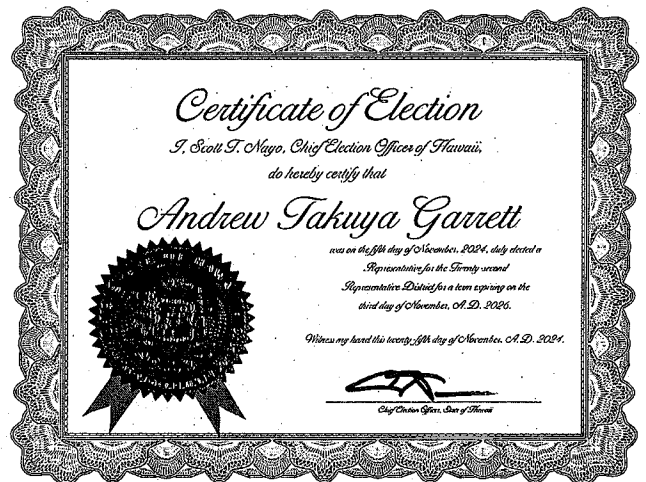 Certificate of Election
I, Scott T. Nago, Chief Election Officer of Hawaii,
do hereby certify that
Andrew Takuya Garrett
was on the fifth day of November, 2024, duly elected a
Representative for the Twenty-second
Representative District for a term expiring on the
third day of November, A.D. 2026.
Witness my hand this twenty-fifth day of November, A.D. 2024.
Chief Election Officer, State of Hawaii